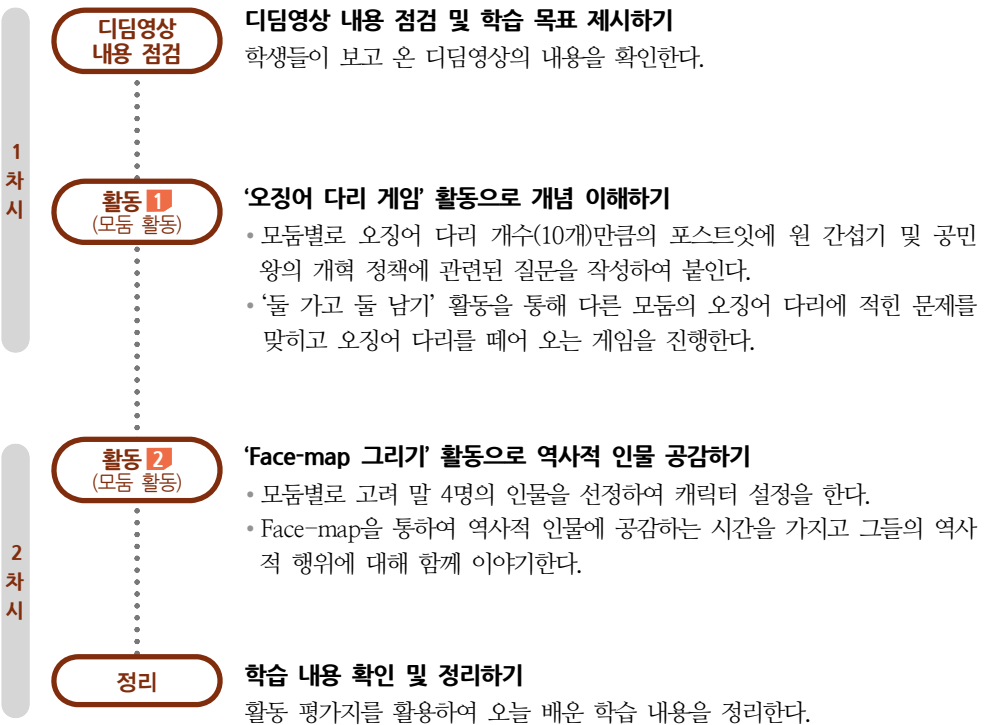 디딤영상
내용 점검
디딤영상 내용 점검 및 학습 목표 제시하기
학생들이 보고 온 디딤영상의 내용을 확인한다.
1
차
시
활동 1
(모둠 활동)
‘오징어 다리 게임’ 활동으로 개념 이해하기
• 모둠별로 오징어 다리 개수(10개)만큼의 포스트잇에 원 간섭기 및 공민
왕의 개혁 정책에 관련된 질문을 작성하여 붙인다.
• ‘둘 가고 둘 남기’ 활동을 통해 다른 모둠의 오징어 다리에 적힌 문제를
맞히고 오징어 다리를 떼어 오는 게임을 진행한다.
활동 2
(모둠 활동)
‘Face-map 그리기’ 활동으로 역사적 인물 공감하기
• 모둠별로 고려 말 4명의 인물을 선정하여 캐릭터 설정을 한다.
• Face-map을 통하여 역사적 인물에 공감하는 시간을 가지고 그들의 역사
적 행위에 대해 함께 이야기한다.
2
차
시
정리
학습 내용 확인 및 정리하기
활동 평가지를 활용하여 오늘 배운 학습 내용을 정리한다.